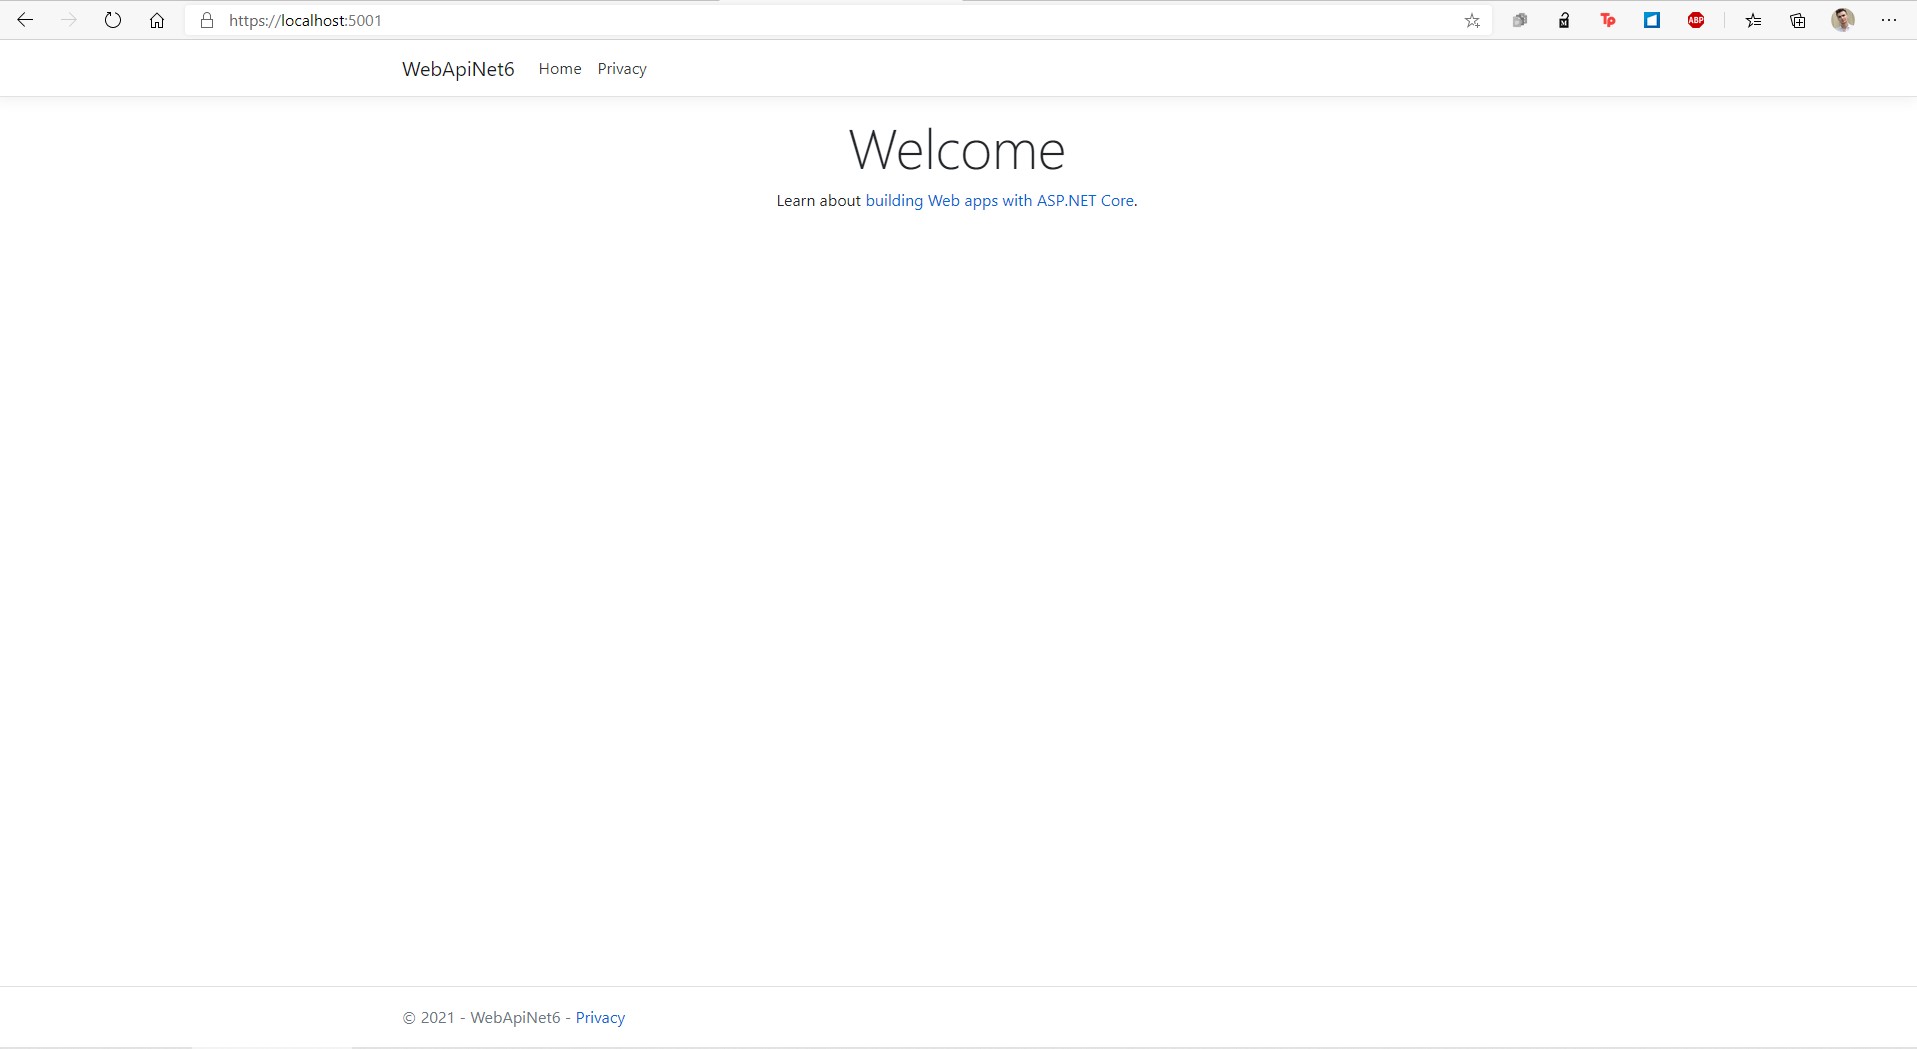 https://localhost:5001
Tp
ABP
WebApiNet6 Home Privacy
Welcome
Learn about building Web apps with ASP.NET Core.
© 2021 - WebApiNet6 - Privacy